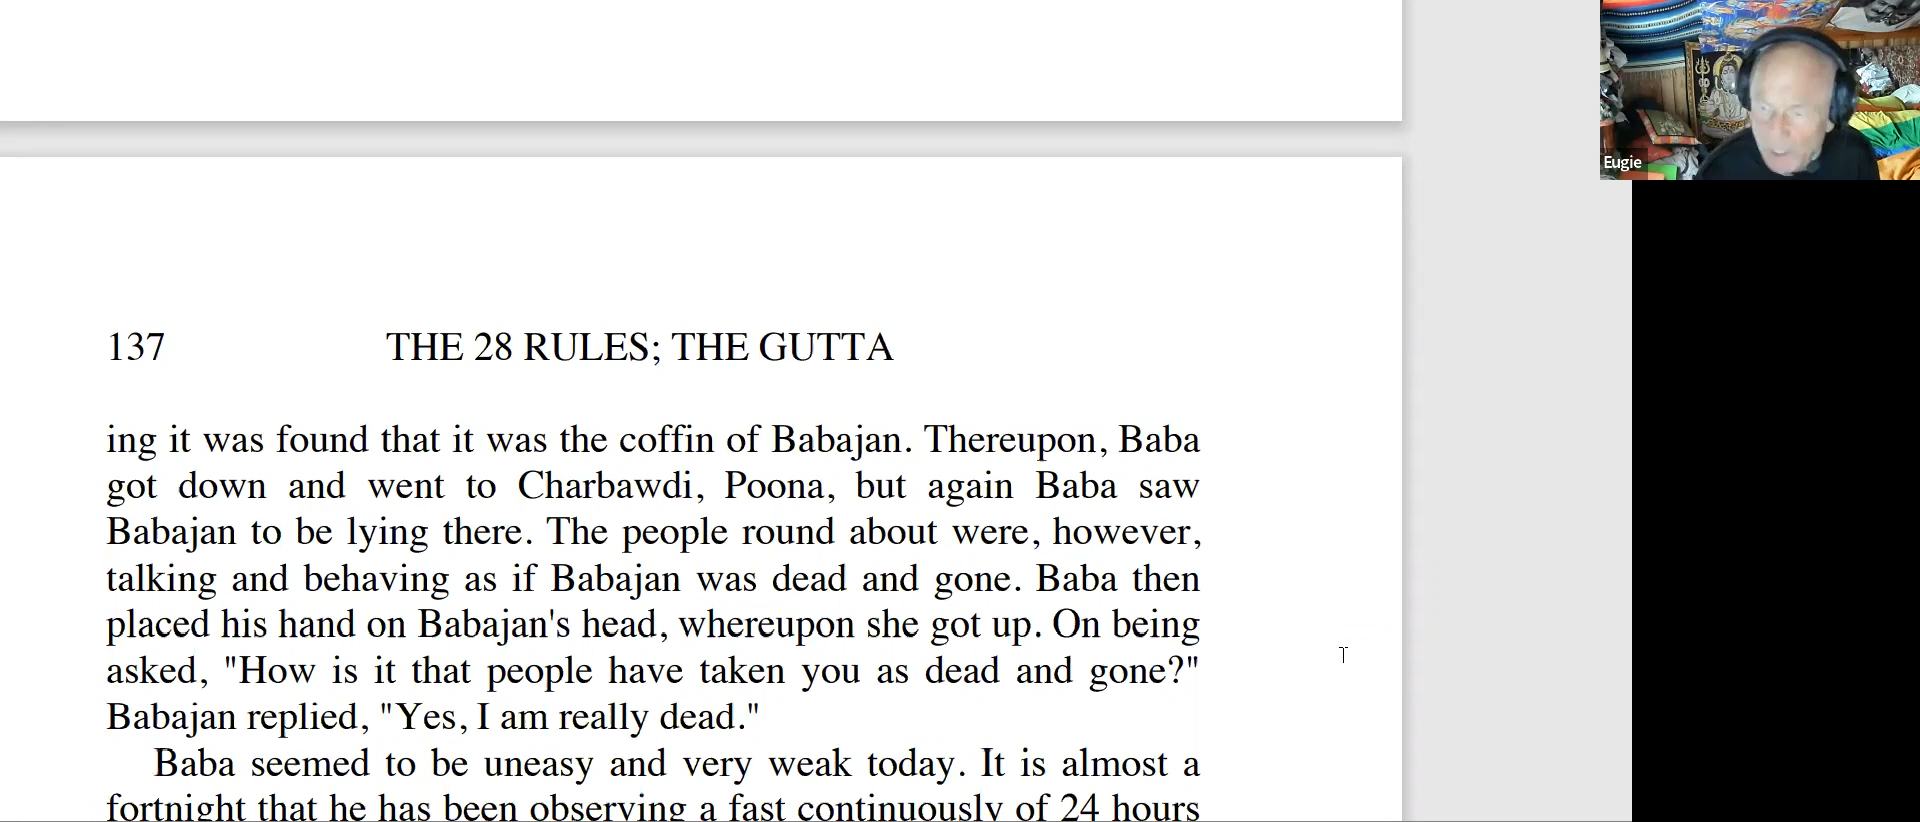 Eugie
137 THE 28 RULES; THE GUTTA
ing it was found that it was the coffin of Babajan. Thereupon, Baba
got down and went to Charbawdi, Poona, but again Baba saw
Babajan to be lying there. The people round about were, however,
talking and behaving as if Babajan was dead and gone. Baba then
placed his hand on Babajan's head, whereupon she got up. On being
asked, "How is it that people have taken you as dead and gone?"
Babajan replied, "Yes, I am really dead."
Baba seemed to be uneasy and very weak today. It is almost a
fortnight that he has been observing a fast continuously of 24 hours